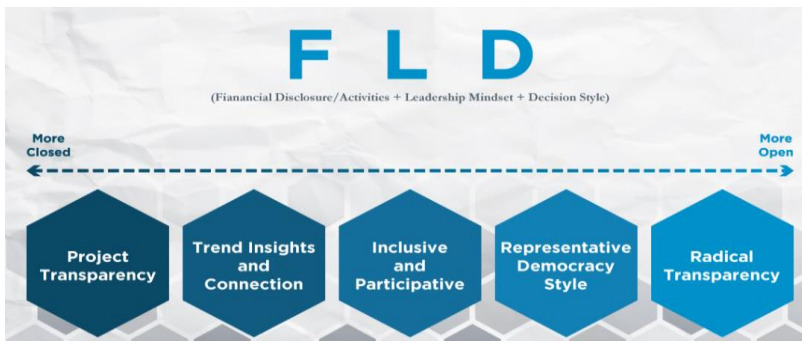 F L D
(Fianancial Disclosure/Activities + Leadership Mindset + Decision Style)
More
Closed
More
Open
Project
Transparency
Trend Insights
and
Connection
Inclusive
and
Participative
Representative
Democracy
Style
Radical
Transparency